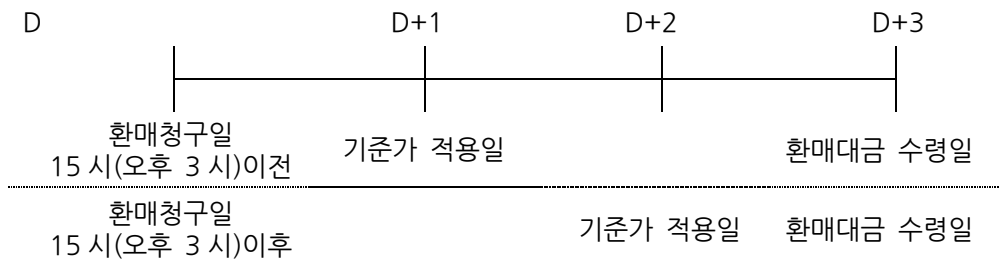 D D+1 D+2 D+3
환매청구일
15 시(오후 3 시)이전
기준가 적용일
환매대금 수령일
환매청구일
15 시(오후 3 시)이후
기준가 적용일
환매대금 수령일